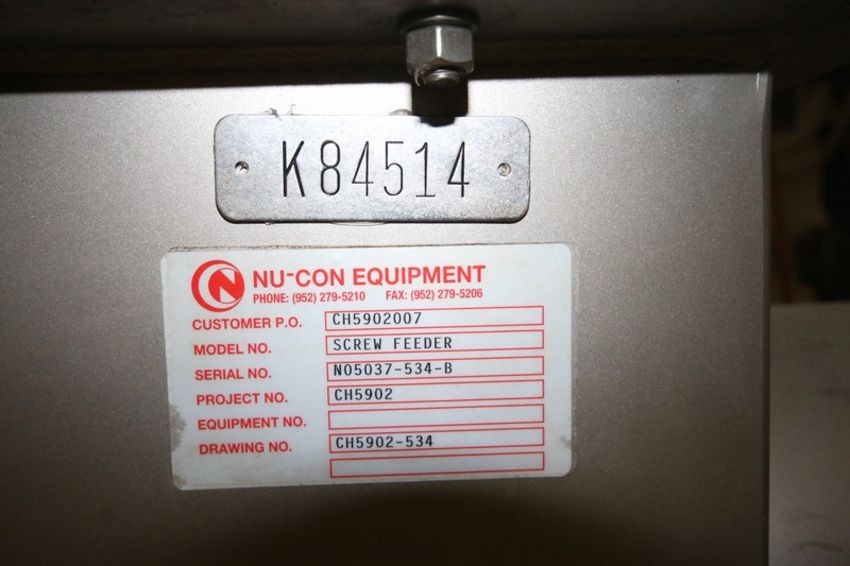 K84514
NU-CON EQUIPMENT
PHONE: (952) 279-5210 FAX: (952) 279-5206
CUSTOMER P.O. CH5902007
MODEL NO. SCREW FEEDER
SERIAL NO. N05037-534-B
PROJECT NO. CH5902
EQUIPMENT NO.
DRAWING NO. CH5902-534